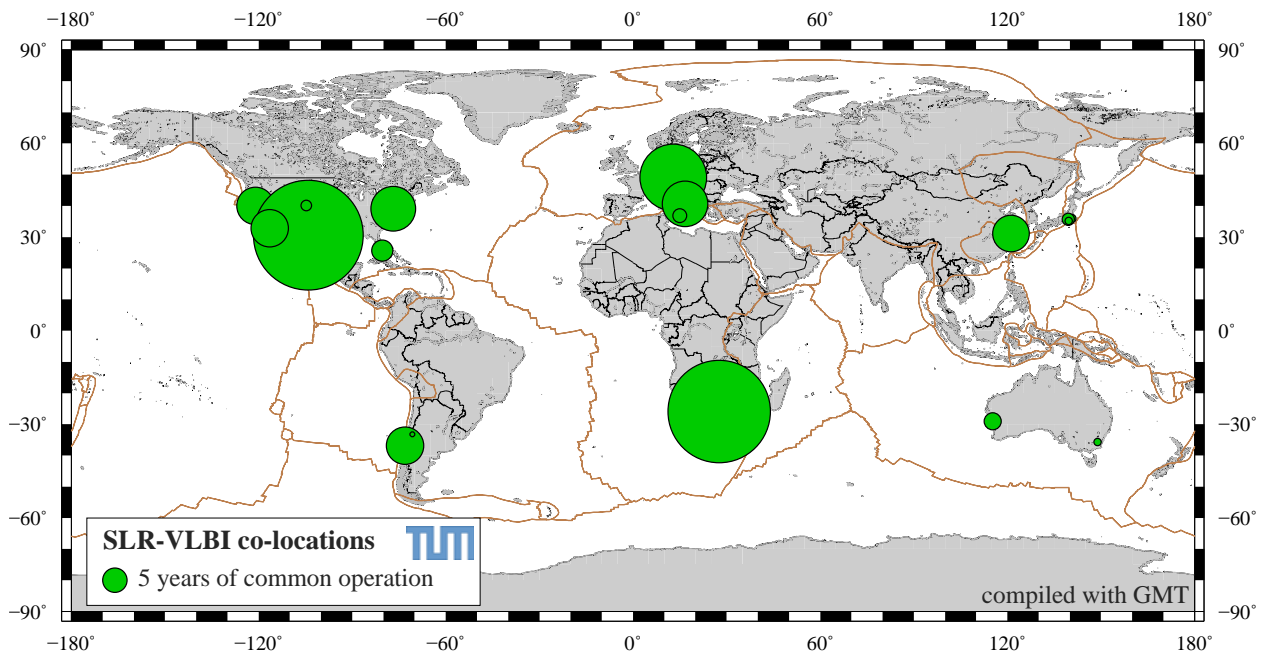 −180˚ −120˚ −60˚ 0˚ 60˚ 120˚ 180˚
90˚ 90˚
60˚ 60˚
30˚ 30˚
0˚ 0˚
−30˚ −30˚
−60˚ −60˚
−90˚ −90˚
SLR-VLBI co-locations TUM
5 years of common operation
compiled with GMT
−180˚ −120˚ −60˚ 0˚ 60˚ 120˚ 180˚